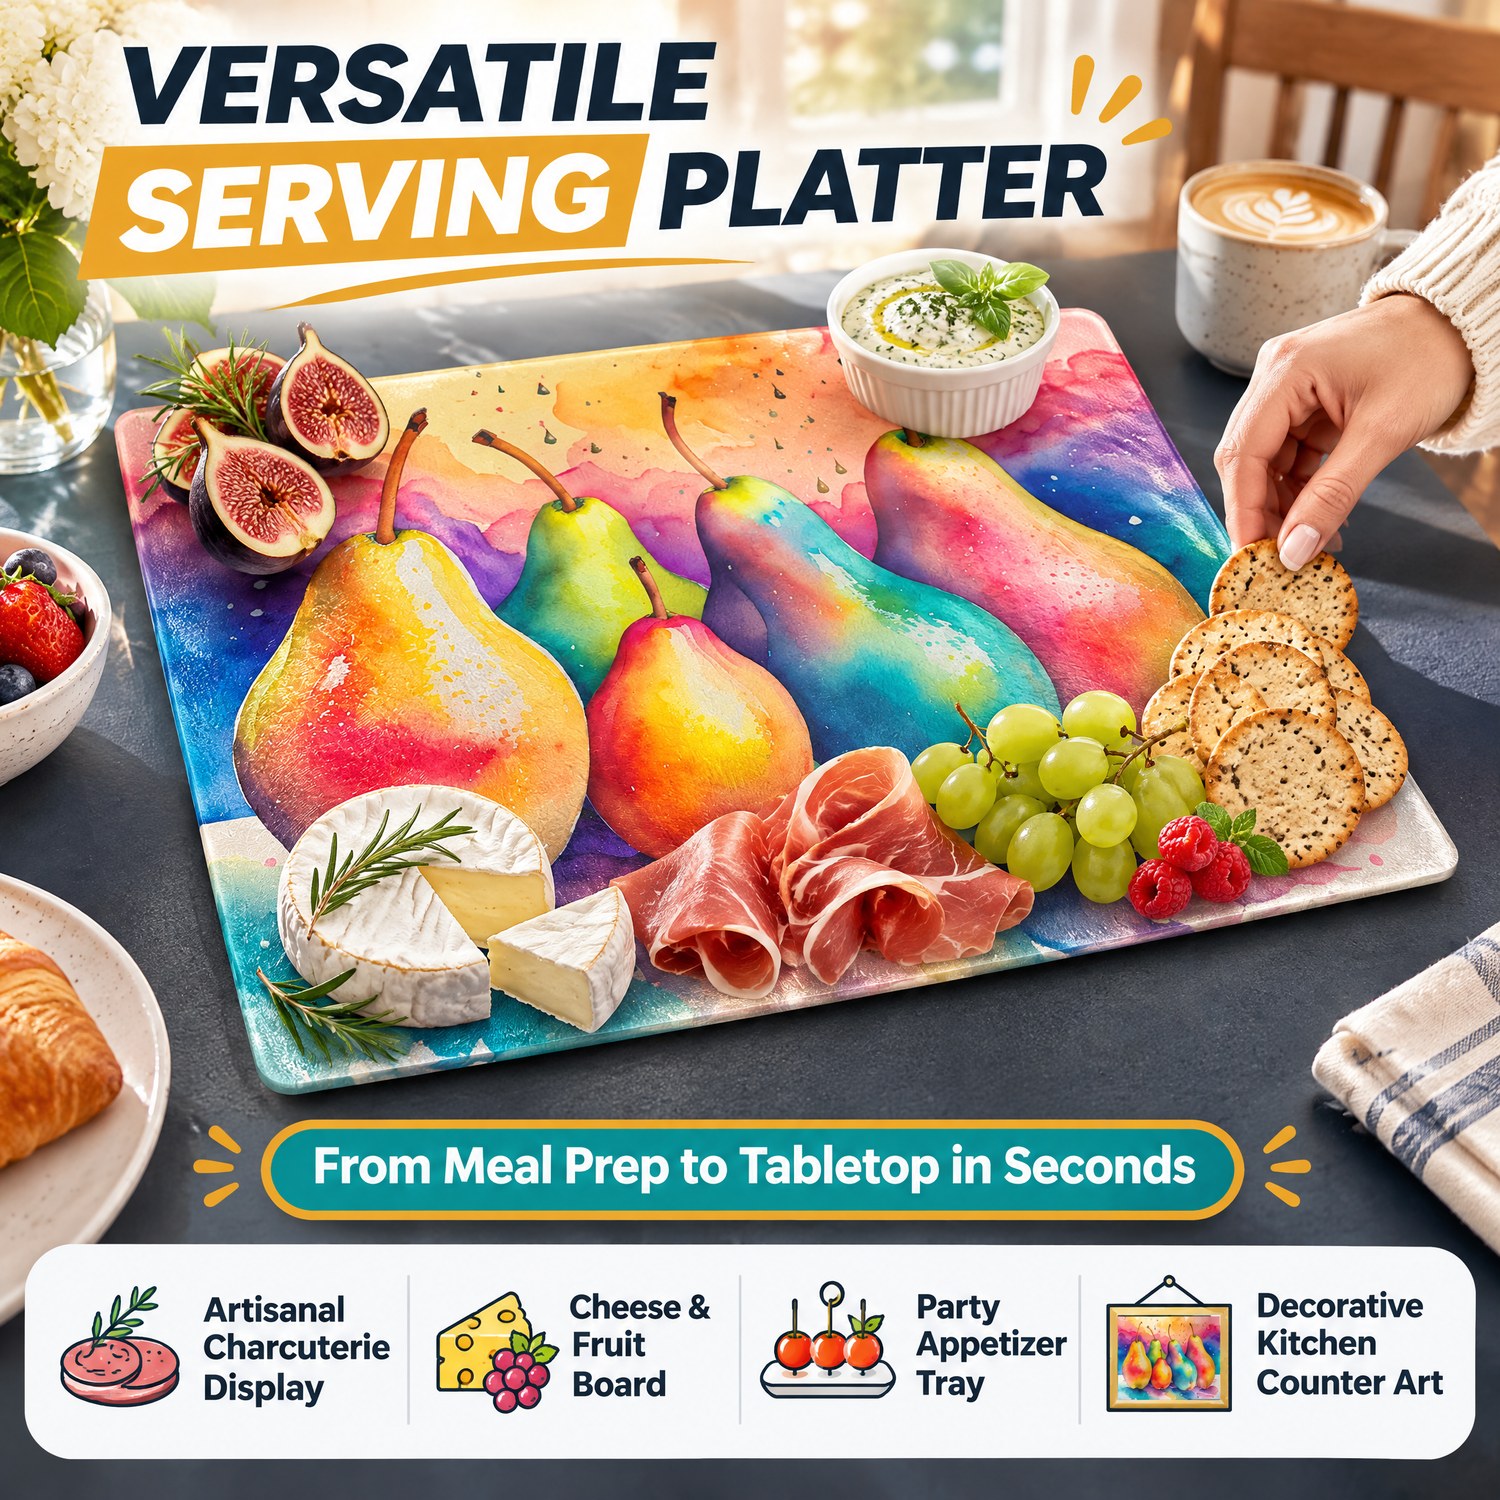 VERSATILE
SERVING PLATTER
From Meal Prep to Tabletop in Seconds
Artisanal
Charcuterie
Display
Cheese &
Fruit
Board
Party
Appetizer
Tray
Decorative
Kitchen
Counter Art